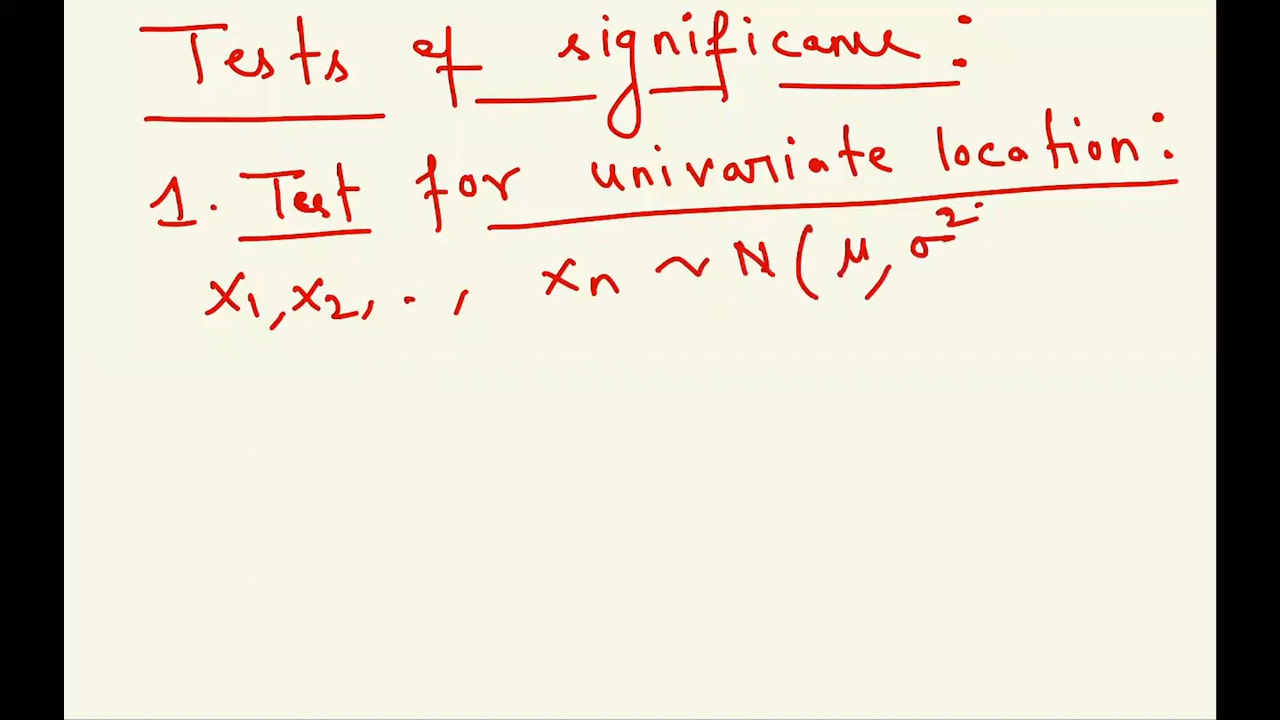 Tests of significance:
1. Test for univariate location:
x₁, x₂, . . , xₙ ~ N(μ, σ²